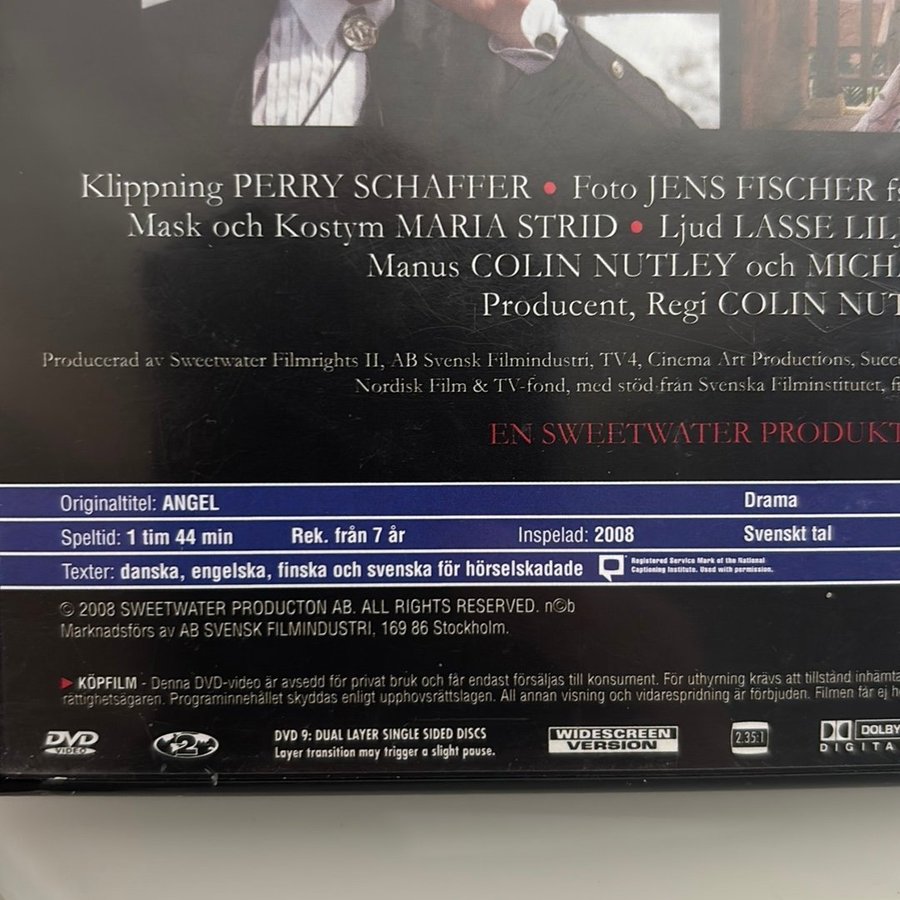 Klippning PERRY SCHAFFER • Foto JENS FISCHER
Mask och Kostym MARIA STRID • Ljud LASSE
Manus COLIN NUTLEY och
Producent, Regi COLIN
Producerad av Sweetwater Filmrights II, AB Svensk Filmindustri, TV4, Cinema Art Productions,
Nordisk Film & TV-fond, med stöd från Svenska Filminstitutet,
EN SWEETWATER PRODUKT
Originaltitel: ANGEL Drama
Speltid: 1 tim 44 min Rek. från 7 år Inspelad: 2008 Svenskt tal
Texter: danska, engelska, finska och svenska för hörselskadade
Registered Service Mark of the National
Captioning Institute. Used with permission.
© 2008 SWEETWATER PRODUCTON AB. ALL RIGHTS RESERVED. n©b
Marknadsförs av AB SVENSK FILMINDUSTRI, 169 86 Stockholm.
► KÖPFILM - Denna DVD-video är avsedd för privat bruk och får endast försäljas till konsument. För uthyrning krävs att tillstånd
rättighetsägaren. Programinnehållet skyddas enligt upphovsrättslagen. All annan visning och vidarespridning är förbjuden. Filmen får ej
DVD VIDEO 2 DVD 9: DUAL LAYER SINGLE SIDED DISCS
Layer transition may trigger a slight pause.
WIDESCREEN VERSION 2.35:1 DOLBY
DIGITA